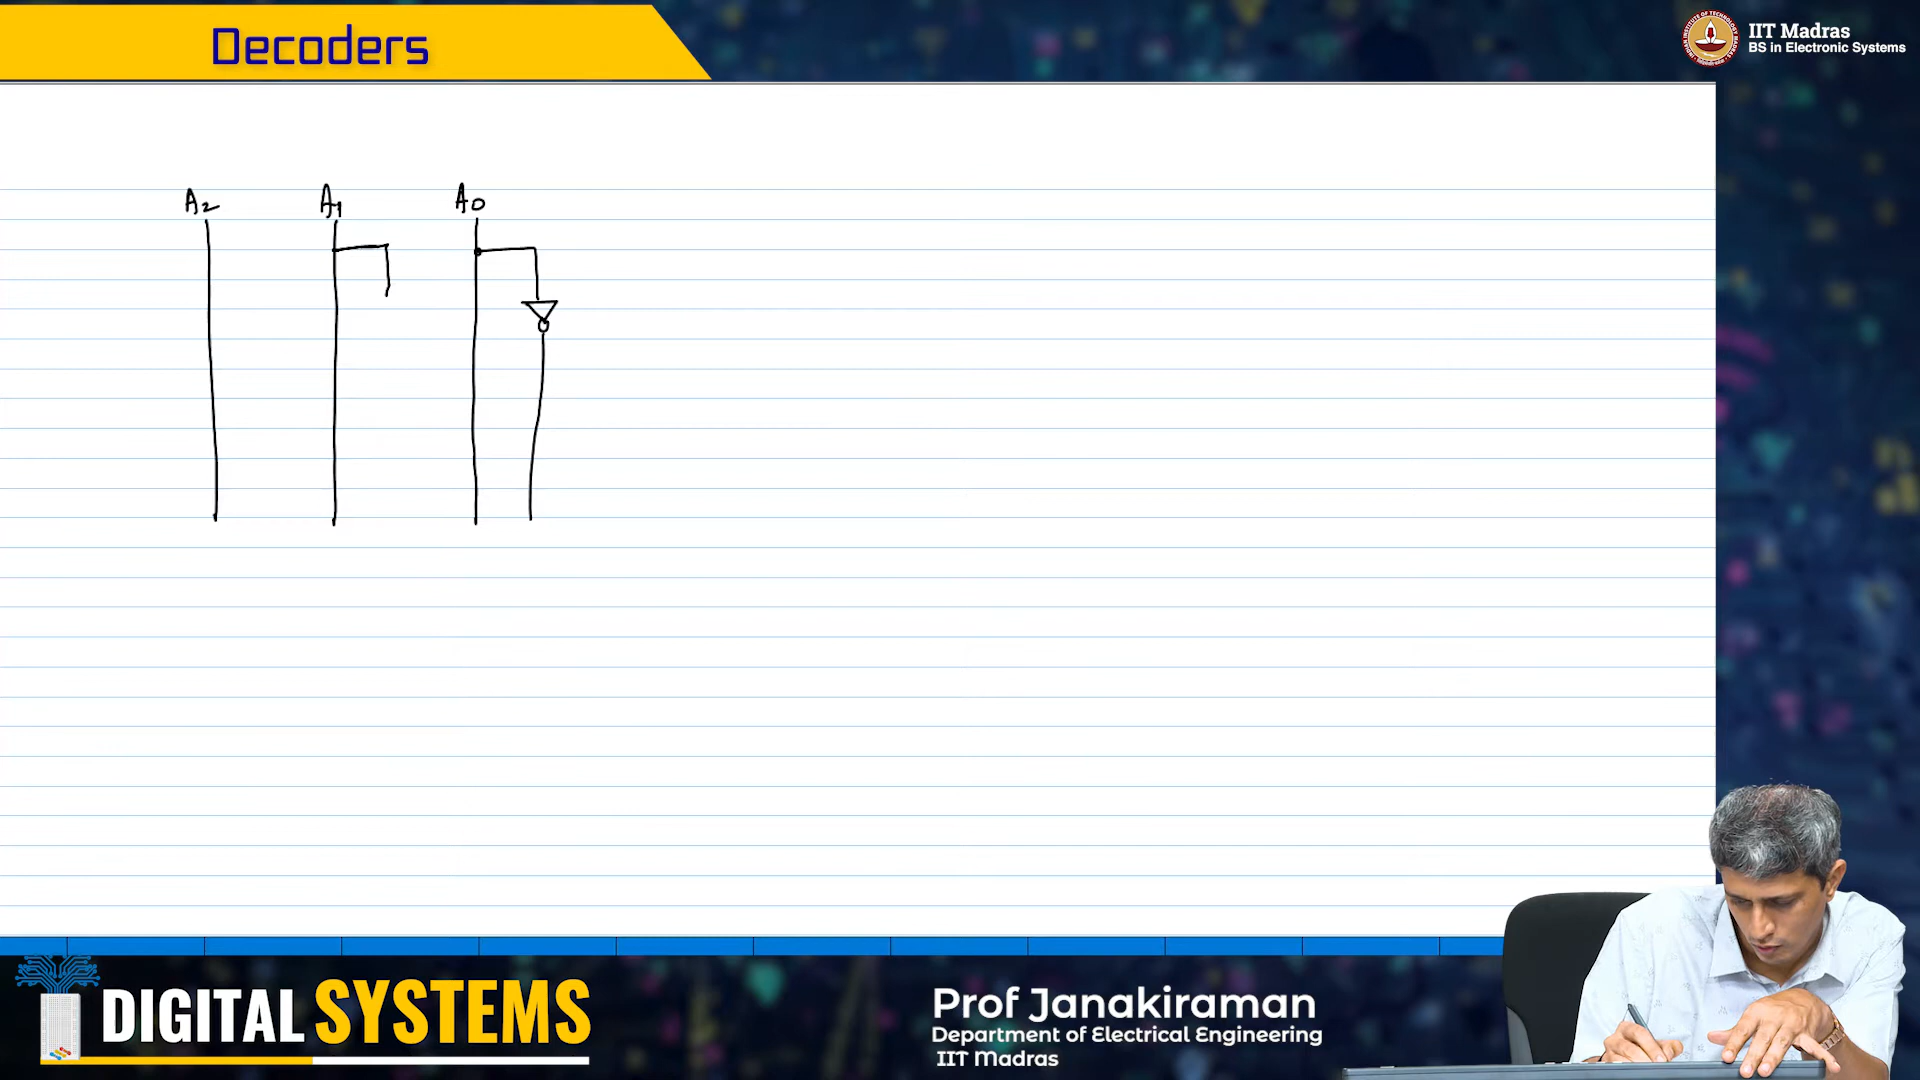 Decoders
IIT Madras
BS in Electronic Systems
A2 A1 A0
DIGITAL SYSTEMS
Prof Janakiraman
Department of Electrical Engineering
IIT Madras